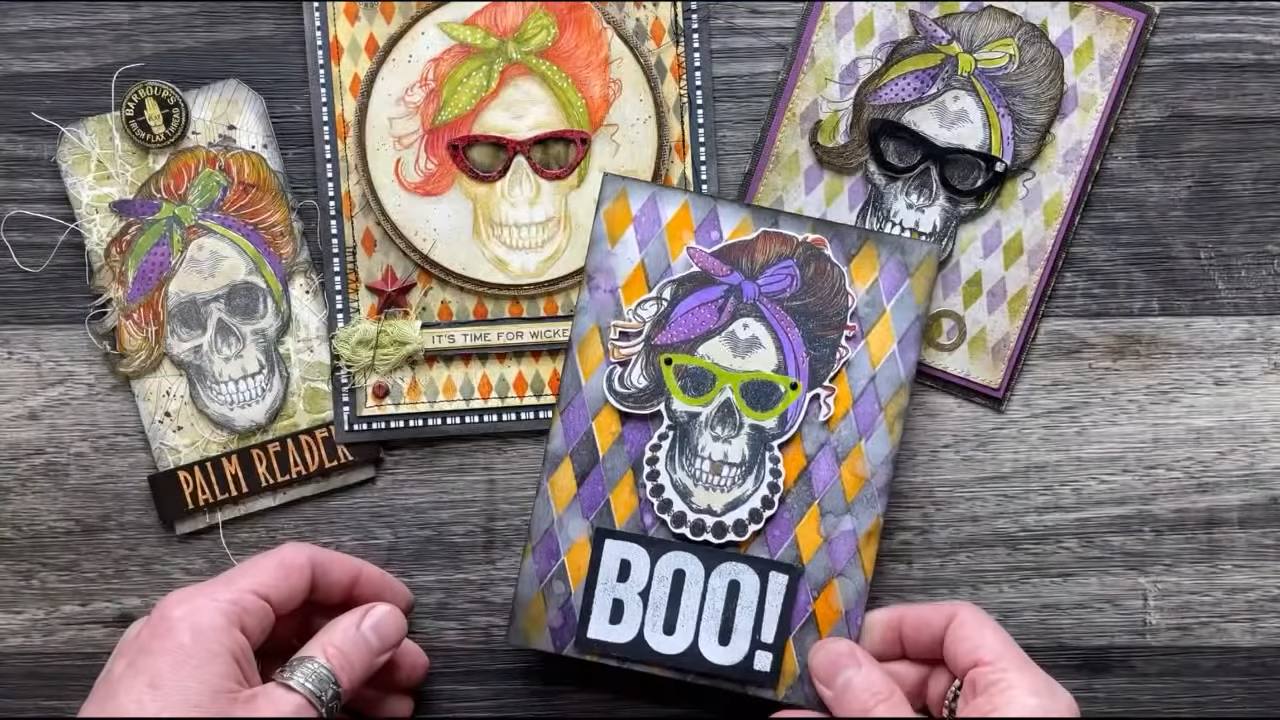 BARBOUR'S
IRISH FLAX THREAD
PALM READER
IT'S TIME FOR WICKE
BOO!